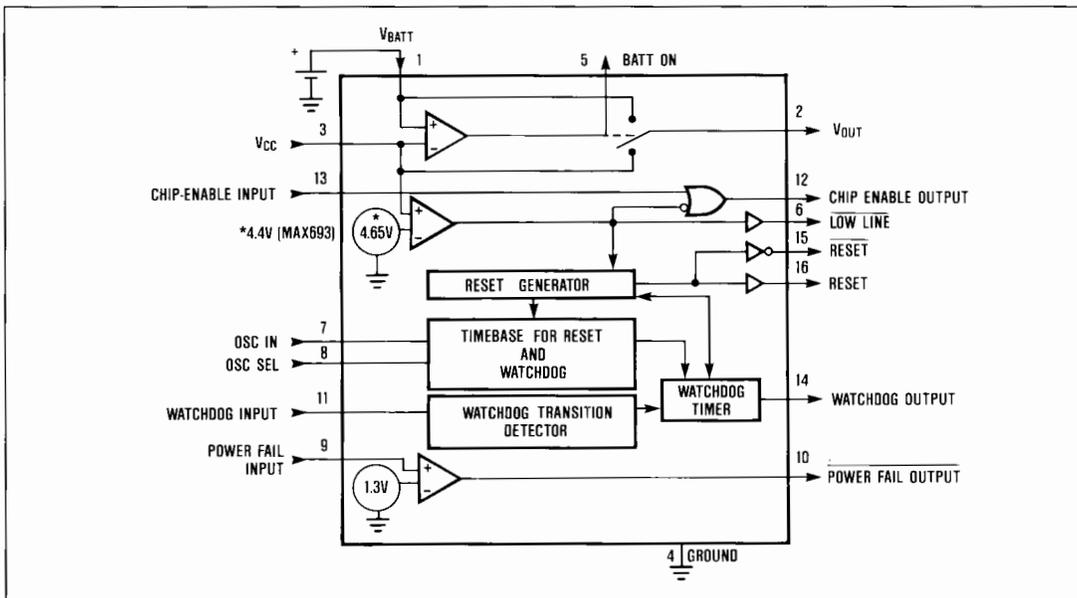 VBATT
+
1
5 BATT ON
2
VOUT
3
VCC
+
−
13
CHIP-ENABLE INPUT
12
CHIP ENABLE OUTPUT
6
LOW LINE
*
4.65V
*4.4V (MAX693)
+
−
15
RESET
16
RESET
RESET GENERATOR
7
OSC IN
8
OSC SEL
TIMEBASE FOR RESET
AND
WATCHDOG
WATCHDOG
TIMER
14
WATCHDOG OUTPUT
11
WATCHDOG INPUT
WATCHDOG TRANSITION
DETECTOR
POWER FAIL
INPUT
9
+
−
1.3V
10
POWER FAIL OUTPUT
4 GROUND